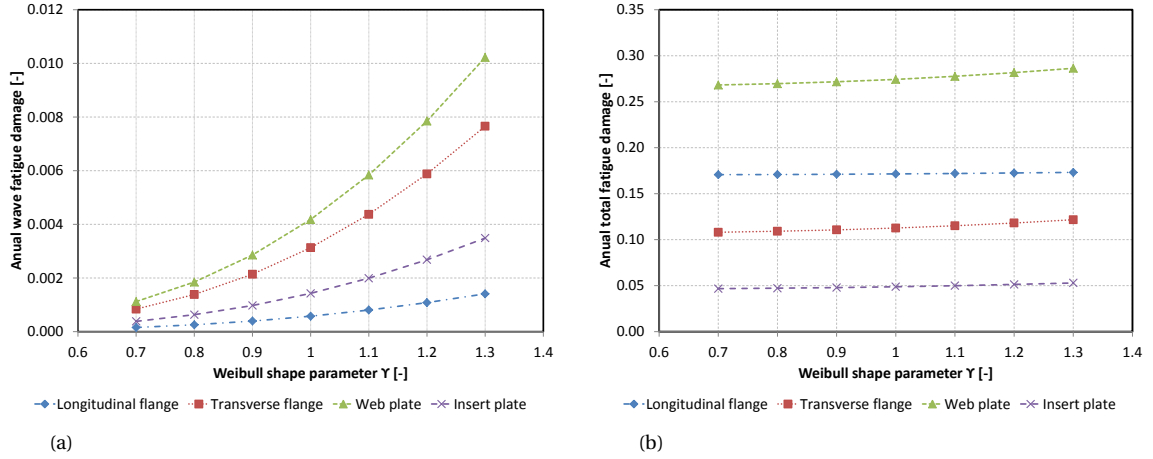 0.012
0.010
0.008
0.006
0.004
0.002
0.000
Anual wave fatigue damage [-]
0.6 0.7 0.8 0.9 1 1.1 1.2 1.3 1.4
Weibull shape parameter ϒ [-]
Longitudinal flange Transverse flange Web plate Insert plate
(a)
0.35
0.30
0.25
0.20
0.15
0.10
0.05
0.00
Anual total fatigue damage [-]
0.6 0.7 0.8 0.9 1 1.1 1.2 1.3 1.4
Weibull shape parameter ϒ [-]
Longitudinal flange Transverse flange Web plate Insert plate
(b)